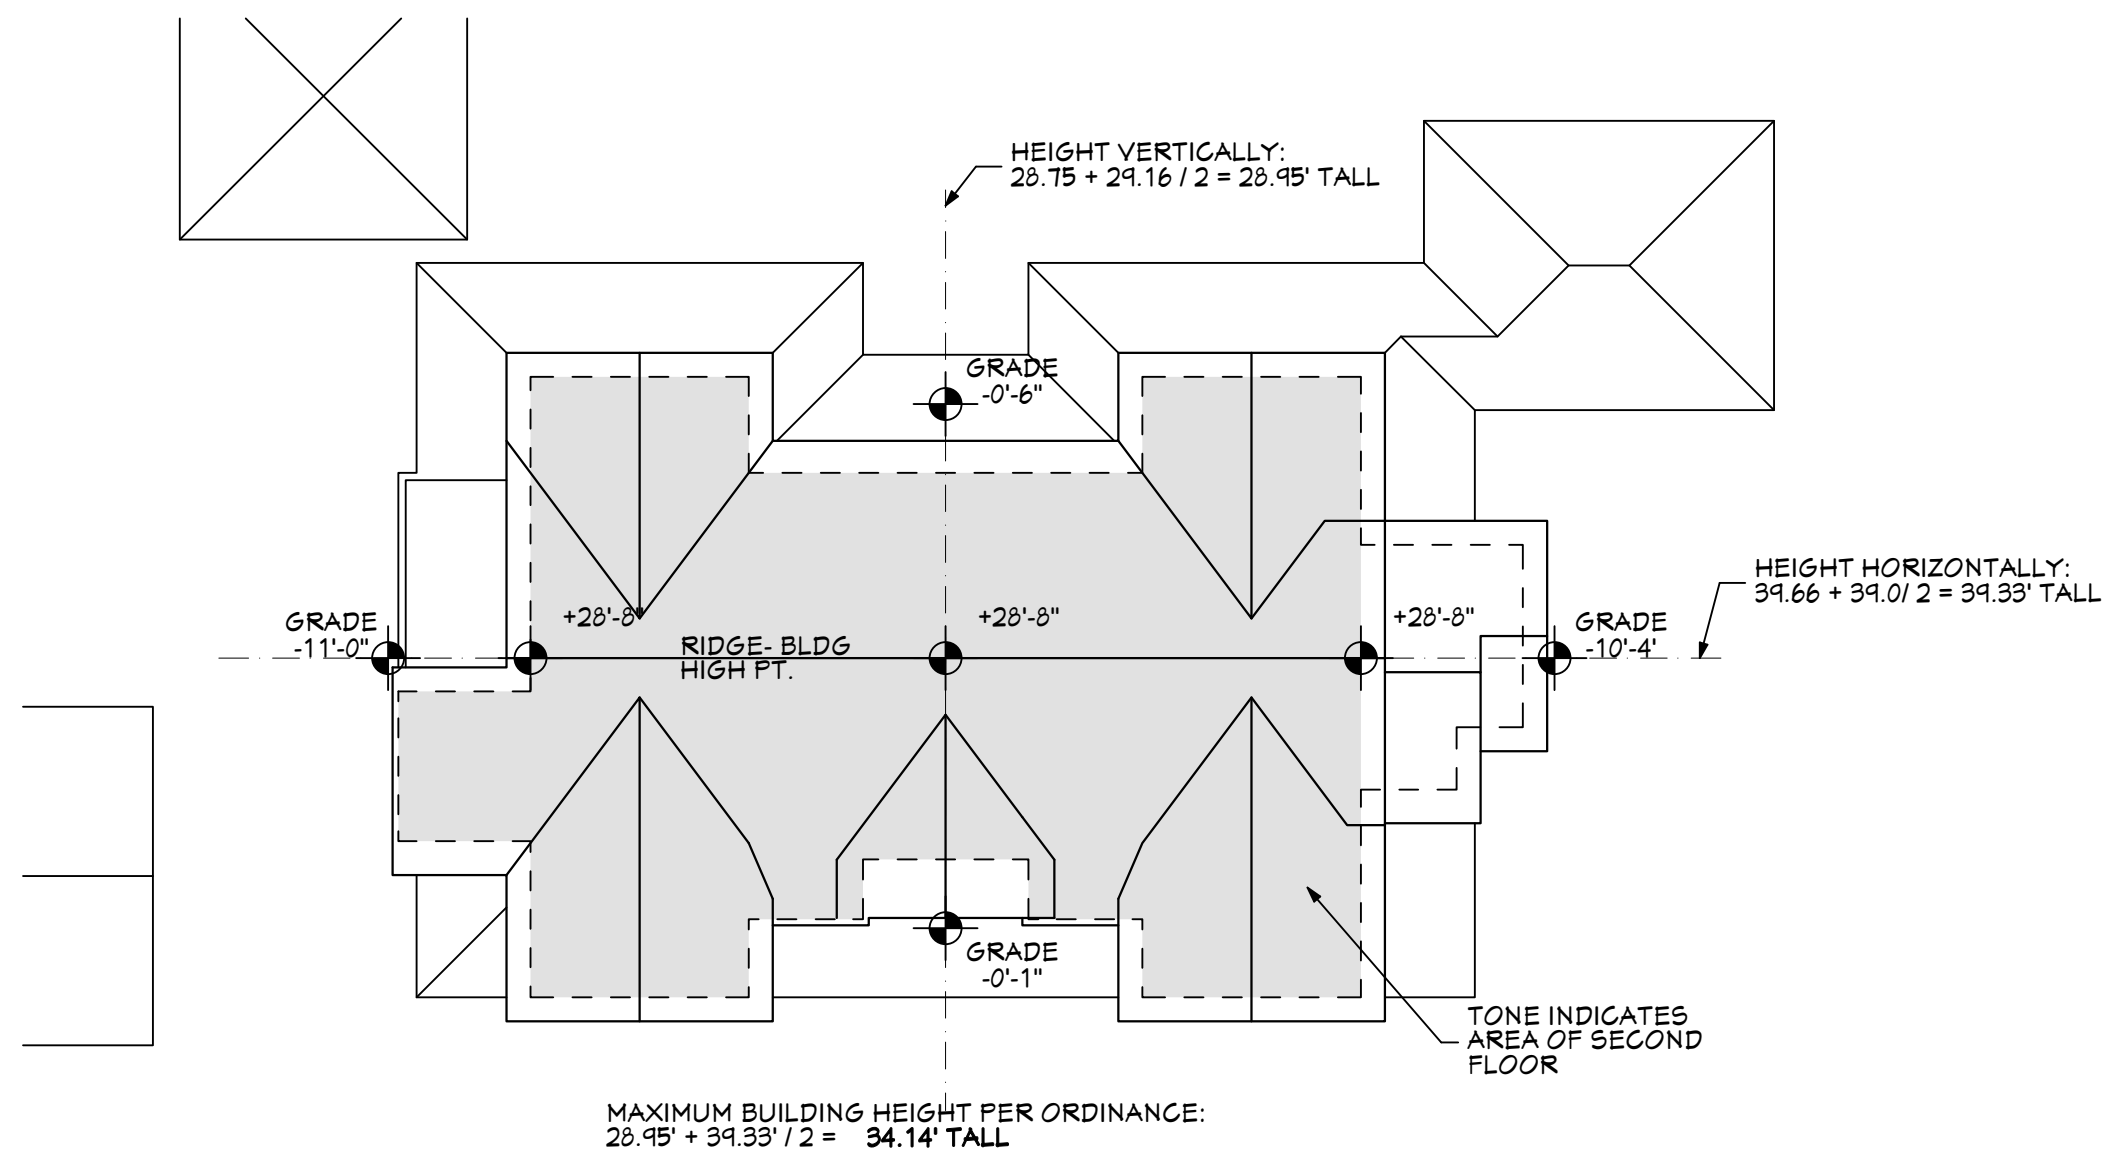 HEIGHT VERTICALLY:
28.75 + 29.16 / 2 = 28.95' TALL
GRADE
-0'-6"
HEIGHT HORIZONTALLY:
39.66 + 39.0/ 2 = 39.33' TALL
GRADE
-11'-0"
+28'-8"
RIDGE- BLDG
HIGH PT.
+28'-8"
+28'-8"
GRADE
-10'-4'
GRADE
-0'-1"
TONE INDICATES
AREA OF SECOND
FLOOR
MAXIMUM BUILDING HEIGHT PER ORDINANCE:
28.95' + 39.33' / 2 = 34.14' TALL